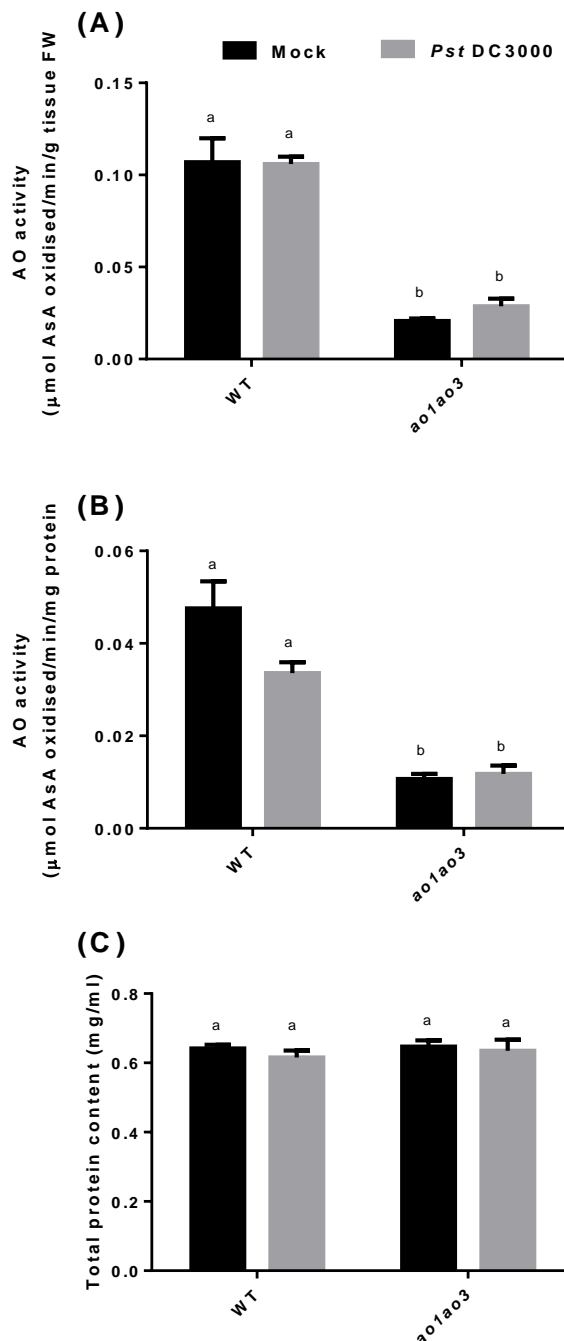 (A)
Mock
Pst DC3000
AO activity
(μmol AsA oxidised/min/g tissue FW
0.15
0.10
0.05
0.00
a
a
b
b
WT
ao1ao3
(B)
AO activity
(μmol AsA oxidised/min/mg protein
0.06
0.04
0.02
0.00
a
a
b
b
WT
ao1ao3
(C)
Total protein content (mg/ml)
0.8
0.6
0.4
0.2
0.0
a
a
a
a
WT
ao1ao3